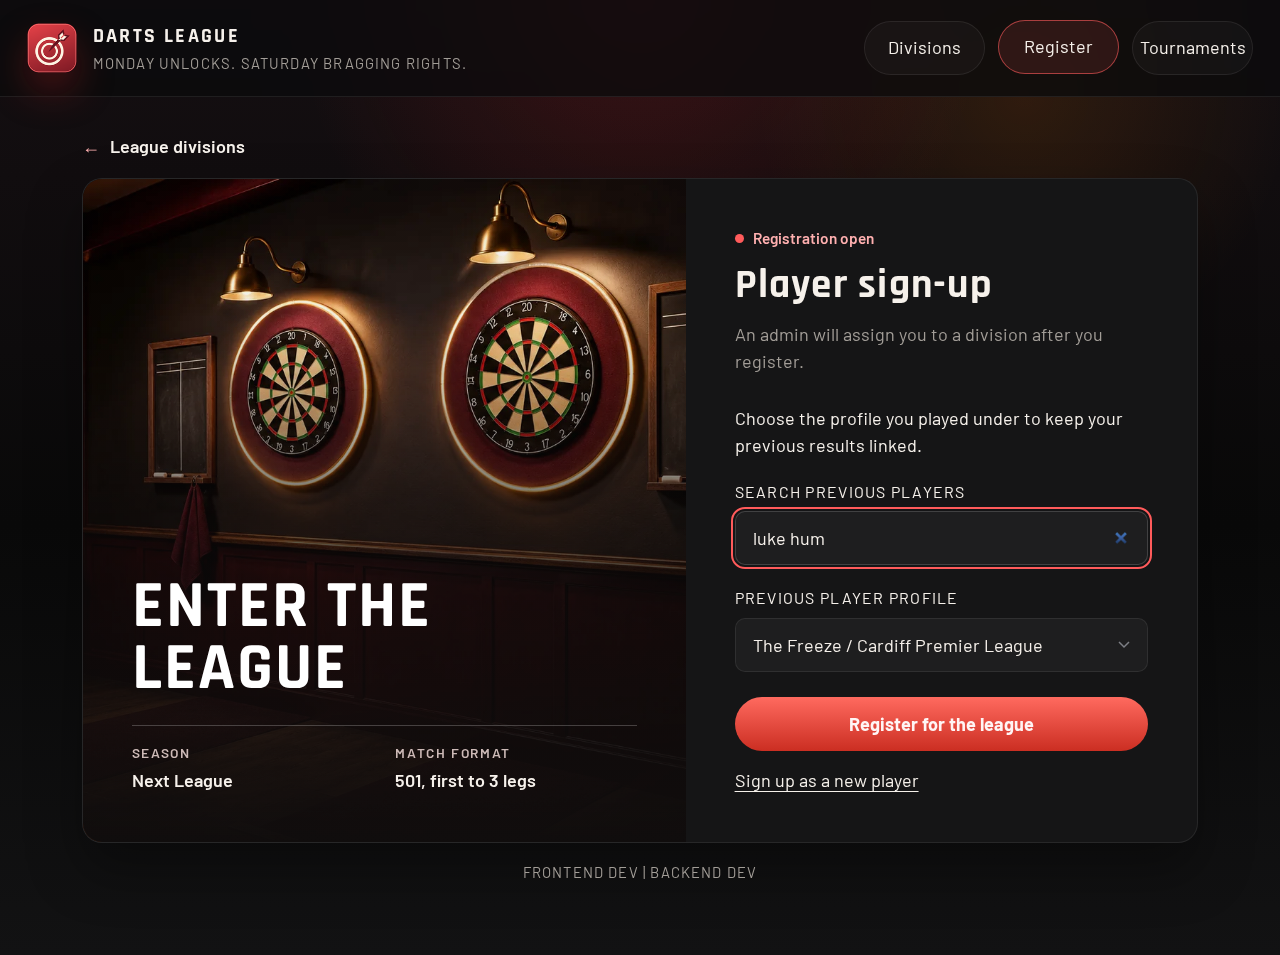 DARTS LEAGUE
MONDAY UNLOCKS. SATURDAY BRAGGING RIGHTS.
Divisions
Register
Tournaments
← League divisions
ENTER THE
LEAGUE
SEASON
Next League
MATCH FORMAT
501, first to 3 legs
Registration open
Player sign-up
An admin will assign you to a division after you
register.
Choose the profile you played under to keep your
previous results linked.
SEARCH PREVIOUS PLAYERS
luke hum
PREVIOUS PLAYER PROFILE
The Freeze / Cardiff Premier League
Register for the league
Sign up as a new player
FRONTEND DEV | BACKEND DEV